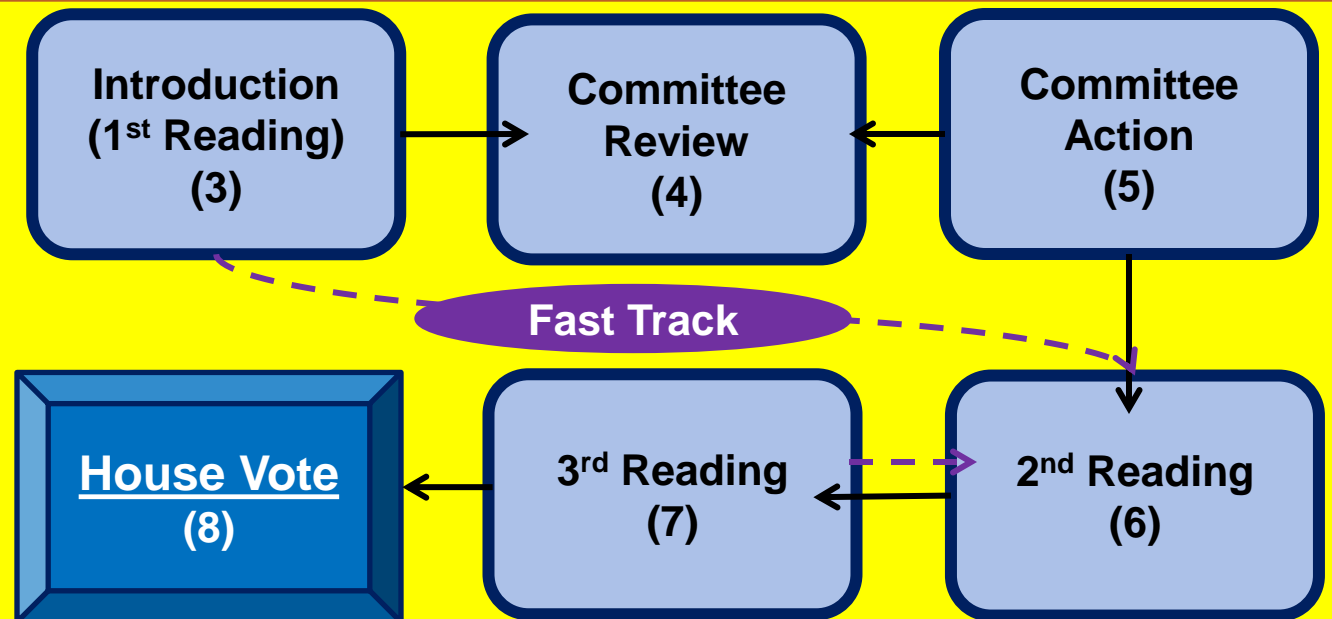 Introduction
(1st Reading)
(3)
Committee
Review
(4)
Committee
Action
(5)
Fast Track
House Vote
(8)
3rd Reading
(7)
2nd Reading
(6)